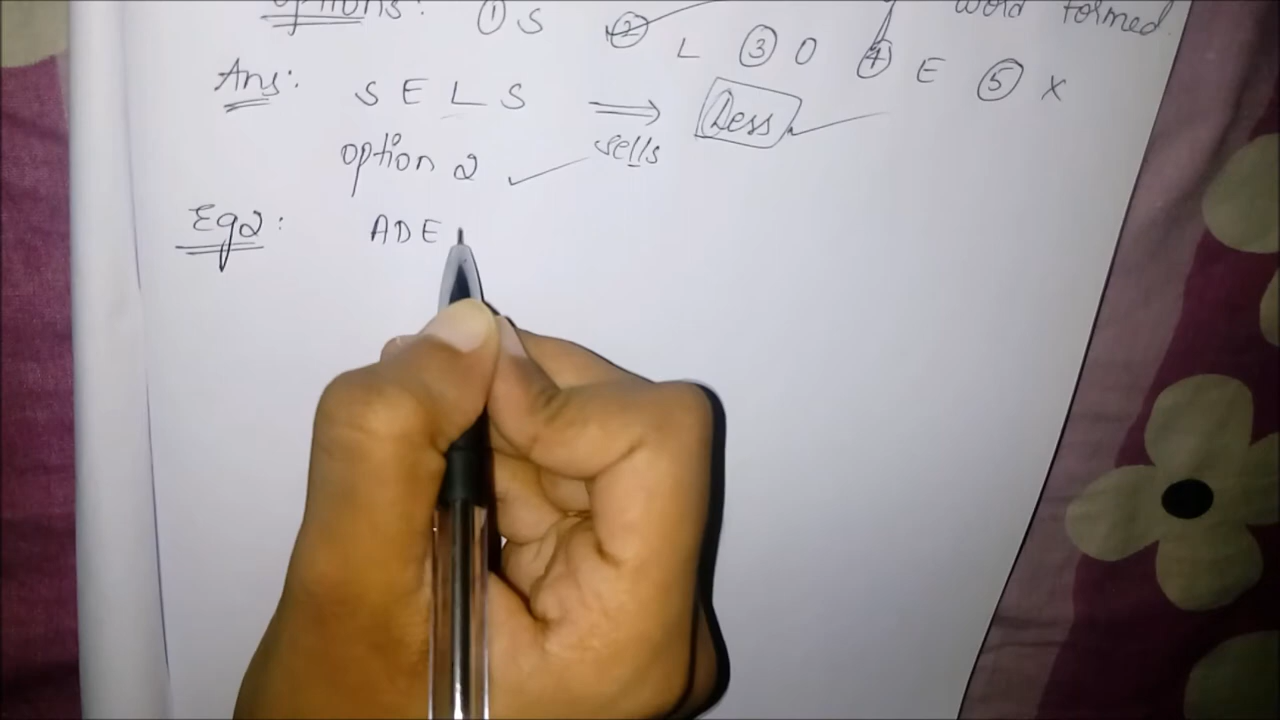 Options: ① S ② L ③ O ④ E ⑤ X
word formed.
Ans: S E L S ⟹ Less
sells
option 2 ✓
Eg2: ADE